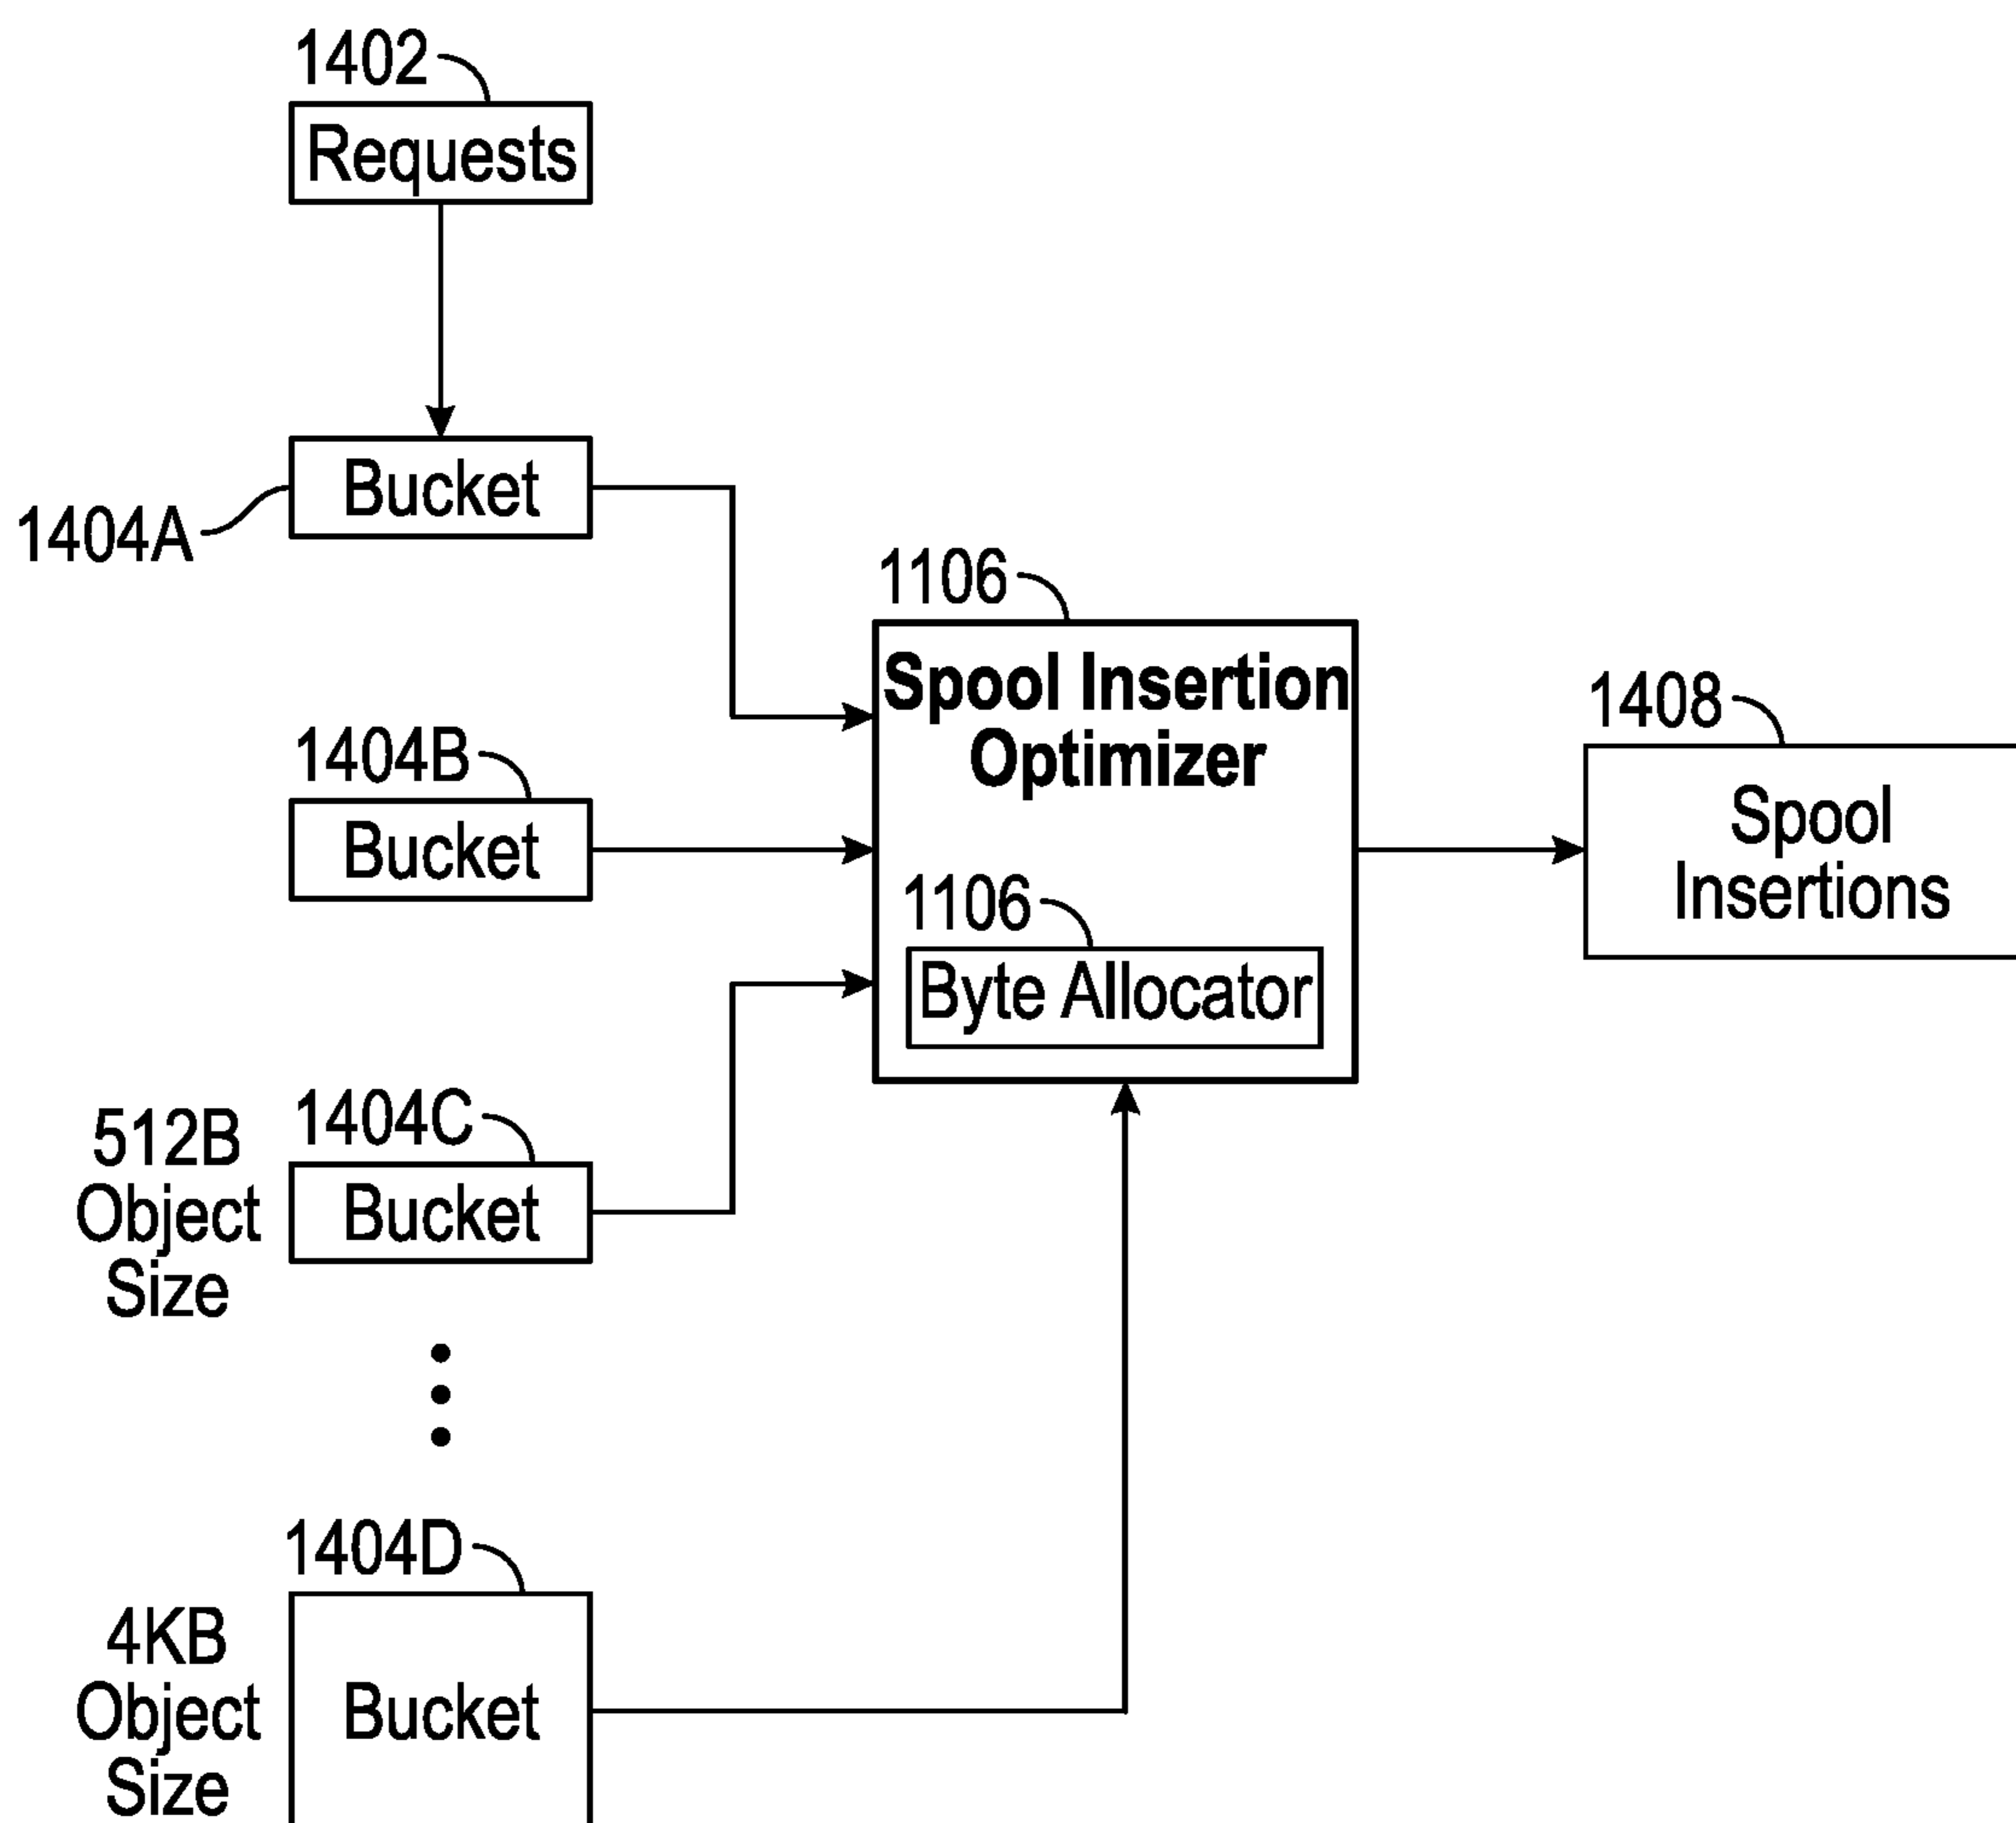 1402
Requests
Bucket
1404A
1106
Spool Insertion
Optimizer
1408
Spool
Insertions
1404B
Bucket
1106
Byte Allocator
512B
Object
Size
1404C
Bucket
1404D
4KB
Object
Size
Bucket